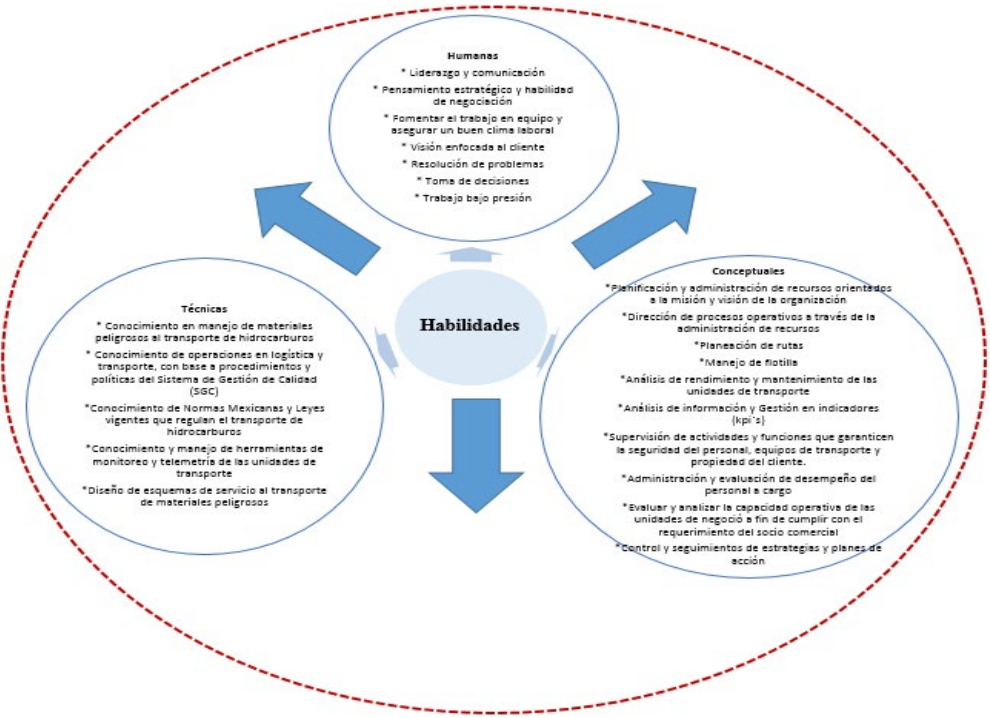 Humanas
* Liderazgo y comunicación
* Pensamiento estratégico y habilidad
de negociación
* Fomentar el trabajo en equipo y
asegurar un buen clima laboral
* Visión enfocada al cliente
* Resolución de problemas
* Toma de decisiones
* Trabajo bajo presión
Habilidades
Técnicas
* Conocimiento en manejo de materiales
peligrosos al transporte de hidrocarburos
* Conocimiento de operaciones en logística y
transporte, con base a procedimientos y
políticas del Sistema de Gestión de Calidad
(SGC)
*Conocimiento de Normas Mexicanas y Leyes
vigentes que regulan el transporte de
hidrocarburos
*Conocimiento y manejo de herramientas de
monitoreo y telemetría de las unidades de
transporte
*Diseño de esquemas de servicio al transporte
de materiales peligrosos
Conceptuales
*Planificación y administración de recursos orientados
a la misión y visión de la organización
*Dirección de procesos operativos a través de la
administración de recursos
*Planeación de rutas
*Manejo de flotilla
*Análisis de rendimiento y mantenimiento de las
unidades de transporte
*Análisis de información y Gestión en indicadores
(kpi´s)
*Supervisión de actividades y funciones que garanticen
la seguridad del personal, equipos de transporte y
propiedad del cliente.
*Administración y evaluación de desempeño del
personal a cargo
*Evaluar y analizar la capacidad operativa de las
unidades de negoció a fin de cumplir con el
requerimiento del socio comercial
*Control y seguimientos de estrategias y planes de
acción